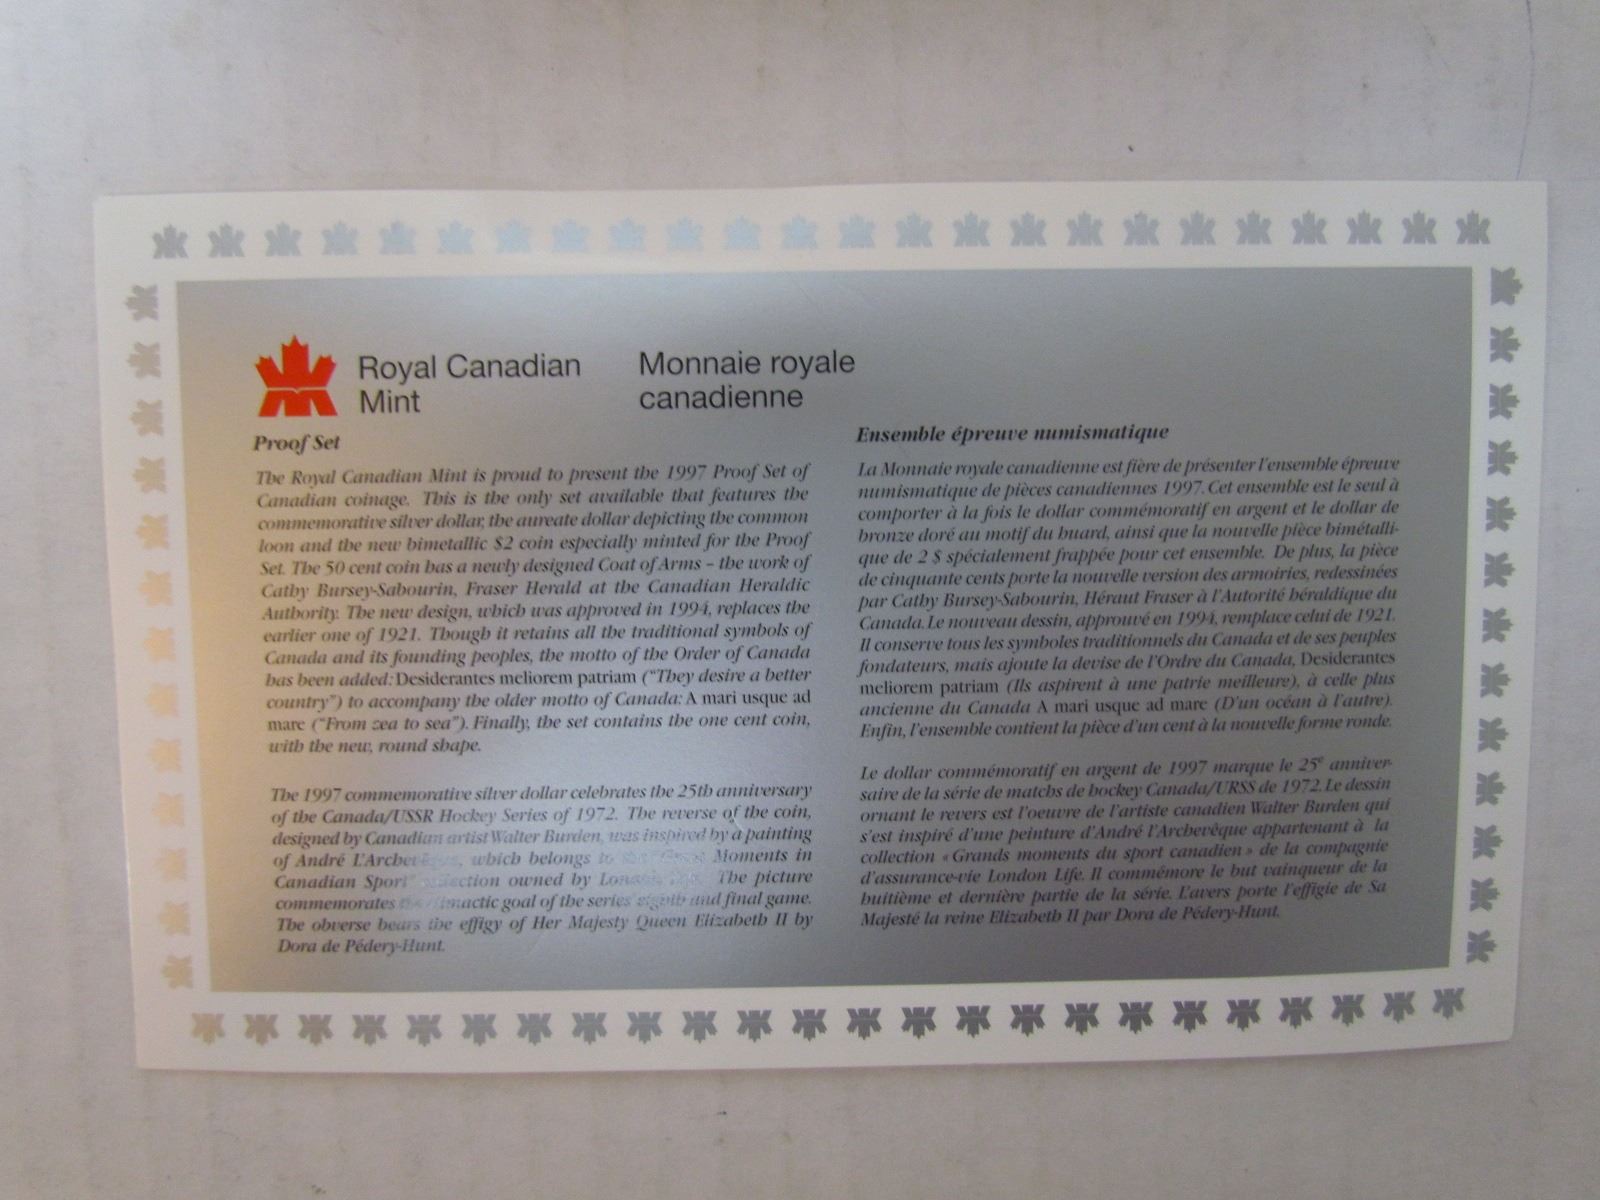 Royal Canadian
Mint
Monnaie royale
canadienne
Proof Set
The Royal Canadian Mint is proud to present the 1997 Proof Set of
Canadian coinage. This is the only set available that features the
commemorative silver dollar, the aureate dollar depicting the common
loon and the new bimetallic $2 coin especially minted for the Proof
Set. The 50 cent coin has a newly designed Coat of Arms – the work of
Cathy Bursey-Sabourin, Fraser Herald at the Canadian Heraldic
Authority. The new design, which was approved in 1994, replaces the
earlier one of 1921. Though it retains all the traditional symbols of
Canada and its founding peoples, the motto of the Order of Canada
has been added: Desiderantes meliorem patriam ("They desire a better
country") to accompany the older motto of Canada: A mari usque ad
mare ("From sea to sea"). Finally, the set contains the one cent coin,
with the new, round shape.
The 1997 commemorative silver dollar celebrates the 25th anniversary
of the Canada/USSR Hockey Series of 1972. The reverse of the coin,
designed by Canadian artist Walter Burden, was inspired by a painting
of André L'Archevêque, which belongs to the "Great Moments in
Canadian Sport" collection owned by London Life. The picture
commemorates the climactic goal of the series' eighth and final game.
The obverse bears the effigy of Her Majesty Queen Elizabeth II by
Dora de Pédery-Hunt.
Ensemble épreuve numismatique
La Monnaie royale canadienne est fière de présenter l'ensemble épreuve
numismatique de pièces canadiennes 1997. Cet ensemble est le seul à
comporter à la fois le dollar commémoratif en argent et le dollar de
bronze doré au motif du huard, ainsi que la nouvelle pièce bimétalli-
que de 2 $ spécialement frappée pour cet ensemble. De plus, la pièce
de cinquante cents porte la nouvelle version des armoiries, redessinées
par Cathy Bursey-Sabourin, Héraut Fraser à l'Autorité héraldique du
Canada. Le nouveau dessin, approuvé en 1994, remplace celui de 1921.
Il conserve tous les symboles traditionnels du Canada et de ses peuples
fondateurs, mais ajoute la devise de l'Ordre du Canada, Desiderantes
meliorem patriam (Ils aspirent à une patrie meilleure), à celle plus
ancienne du Canada A mari usque ad mare (D'un océan à l'autre).
Enfin, l'ensemble contient la pièce d'un cent à la nouvelle forme ronde.
Le dollar commémoratif en argent de 1997 marque le 25e anniver-
saire de la série de matchs de hockey Canada/URSS de 1972. Le dessin
ornant le revers est l'oeuvre de l'artiste canadien Walter Burden qui
s'est inspiré d'une peinture d'André l'Archevêque appartenant à la
collection « Grands moments du sport canadien » de la compagnie
d'assurance-vie London Life. Il commémore le but vainqueur de la
huitième et dernière partie de la série. L'avers porte l'effigie de Sa
Majesté la reine Elizabeth II par Dora de Pédery-Hunt.